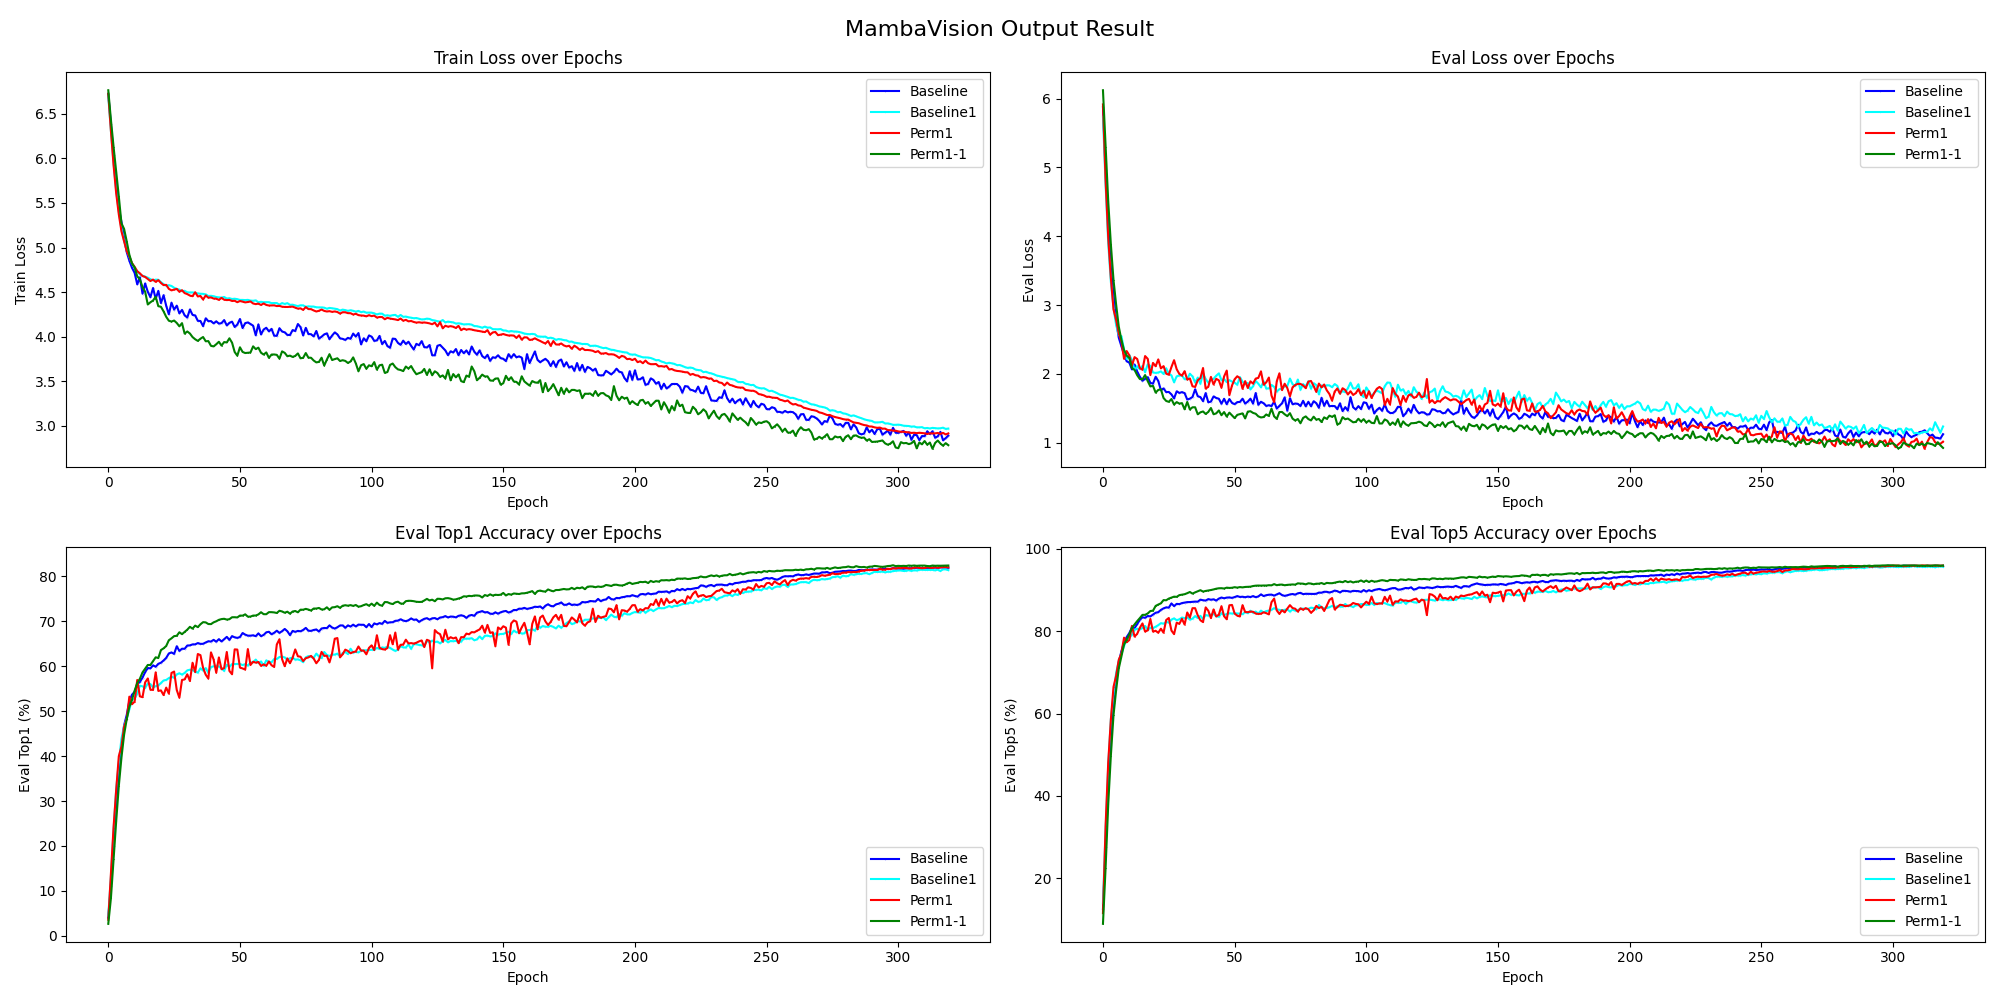 MambaVision Output Result
Train Loss over Epochs
Train Loss
6.5
6.0
5.5
5.0
4.5
4.0
3.5
3.0
0 50 100 150 200 250 300
Epoch
Baseline
Baseline1
Perm1
Perm1-1
Eval Loss over Epochs
Eval Loss
6
5
4
3
2
1
0 50 100 150 200 250 300
Epoch
Baseline
Baseline1
Perm1
Perm1-1
Eval Top1 Accuracy over Epochs
Eval Top1 (%)
80
70
60
50
40
30
20
10
0
0 50 100 150 200 250 300
Epoch
Baseline
Baseline1
Perm1
Perm1-1
Eval Top5 Accuracy over Epochs
Eval Top5 (%)
100
80
60
40
20
0 50 100 150 200 250 300
Epoch
Baseline
Baseline1
Perm1
Perm1-1